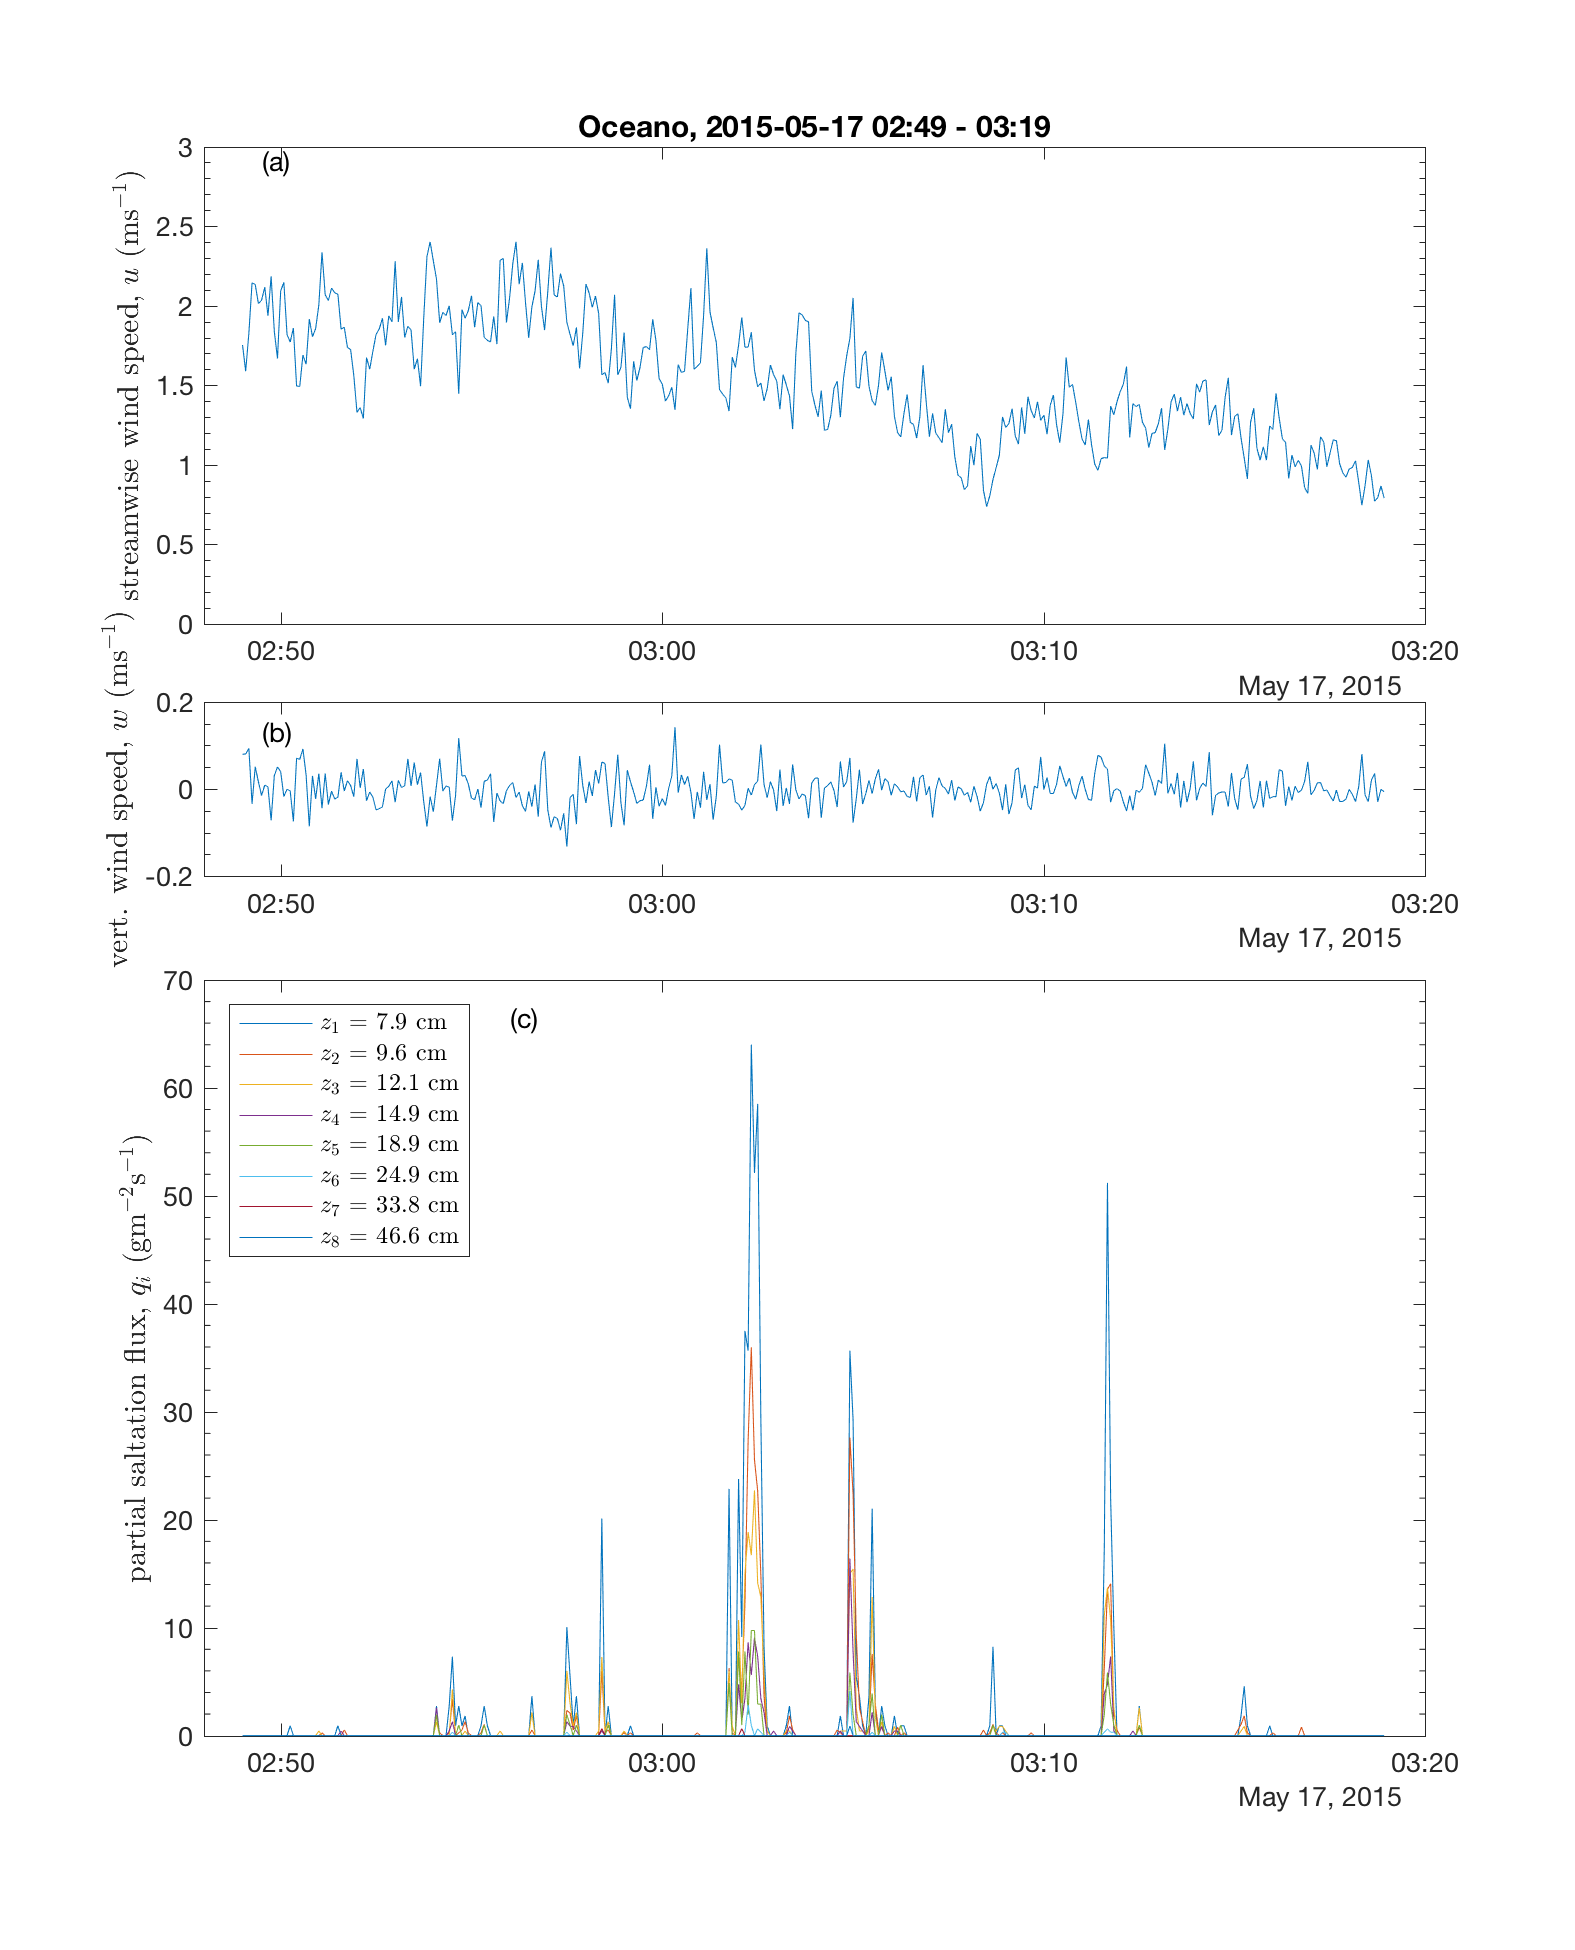 Oceano, 2015-05-17 02:49 - 03:19
(a)
streamwise wind speed, u (ms⁻¹)
3
2.5
2
1.5
1
0.5
0
02:50 03:00 03:10 03:20
May 17, 2015
(b)
vert. wind speed, w (ms⁻¹)
0.2
0
-0.2
02:50 03:00 03:10 03:20
May 17, 2015
(c)
partial saltation flux, qᵢ (gm⁻²s⁻¹)
70
60
50
40
30
20
10
0
z₁ = 7.9 cm
z₂ = 9.6 cm
z₃ = 12.1 cm
z₄ = 14.9 cm
z₅ = 18.9 cm
z₆ = 24.9 cm
z₇ = 33.8 cm
z₈ = 46.6 cm
02:50 03:00 03:10 03:20
May 17, 2015